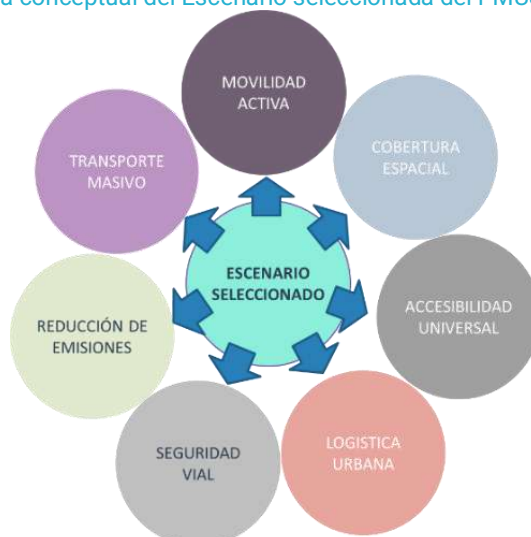 conceptual del Escenario seleccionada del
MOVILIDAD
ACTIVA
COBERTURA
ESPACIAL
ACCESIBILIDAD
UNIVERSAL
LOGISTICA
URBANA
SEGURIDAD
VIAL
REDUCCIÓN DE
EMISIONES
TRANSPORTE
MASIVO
ESCENARIO
SELECCIONADO